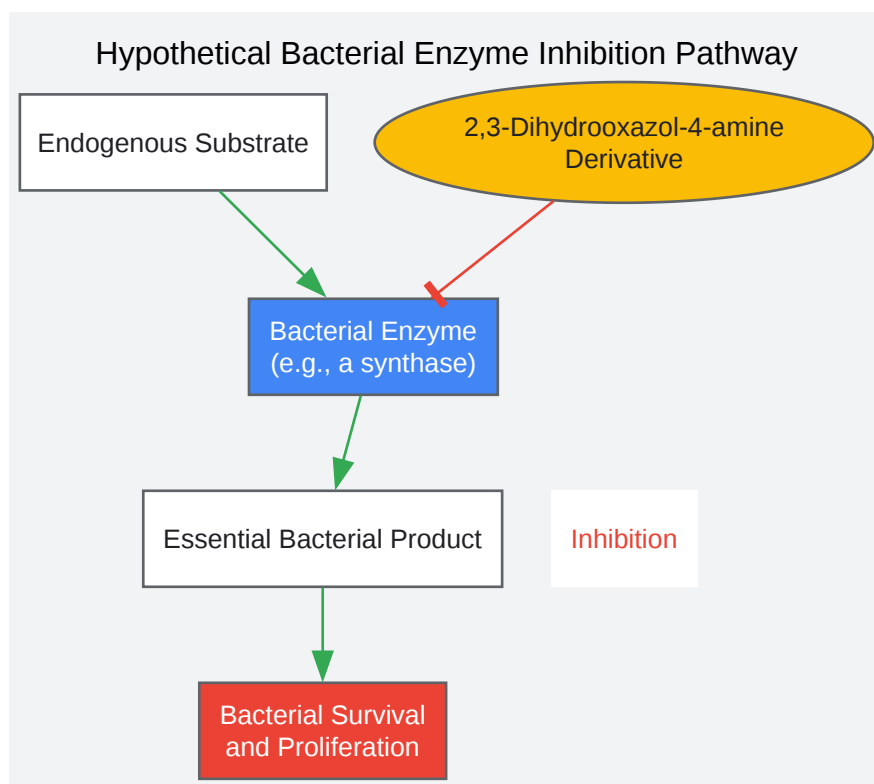 Hypothetical Bacterial Enzyme Inhibition Pathway
Endogenous Substrate
2,3-Dihydrooxazol-4-amine
Derivative
Bacterial Enzyme
(e.g., a synthase)
Essential Bacterial Product
Inhibition
Bacterial Survival
and Proliferation